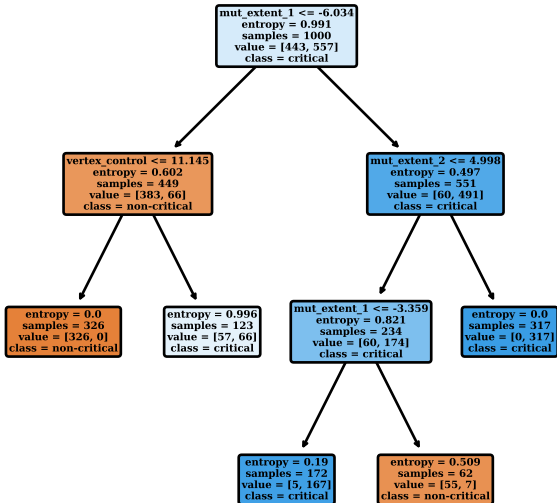 mut_extent_1 <= -6.034
entropy = 0.991
samples = 1000
value = [443, 557]
class = critical
vertex_control <= 11.145
entropy = 0.602
samples = 449
value = [383, 66]
class = non-critical
mut_extent_2 <= 4.998
entropy = 0.497
samples = 551
value = [60, 491]
class = critical
entropy = 0.0
samples = 326
value = [326, 0]
class = non-critical
entropy = 0.996
samples = 123
value = [57, 66]
class = critical
mut_extent_1 <= -3.359
entropy = 0.821
samples = 234
value = [60, 174]
class = critical
entropy = 0.0
samples = 317
value = [0, 317]
class = critical
entropy = 0.19
samples = 172
value = [5, 167]
class = critical
entropy = 0.509
samples = 62
value = [55, 7]
class = non-critical